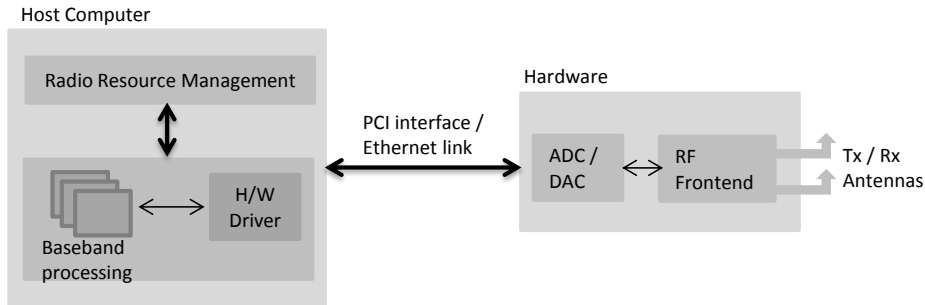 Host Computer
Radio Resource Management
H/W
Driver
Baseband
processing
PCI interface /
Ethernet link
Hardware
ADC /
DAC
RF
Frontend
Tx / Rx
Antennas